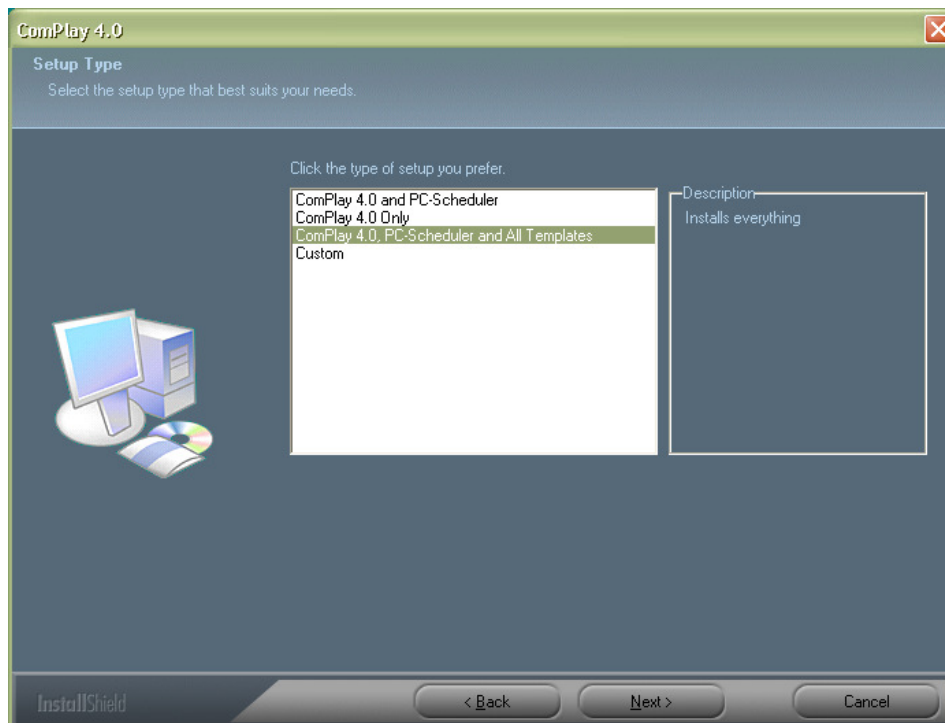 ComPlay 4.0
Setup Type
Select the setup type that best suits your needs.
Click the type of setup you prefer.
ComPlay 4.0 and PC-Scheduler
ComPlay 4.0 Only
ComPlay 4.0, PC-Scheduler and All Templates
Custom
Description
Installs everything
InstallShield
< Back
Next >
Cancel